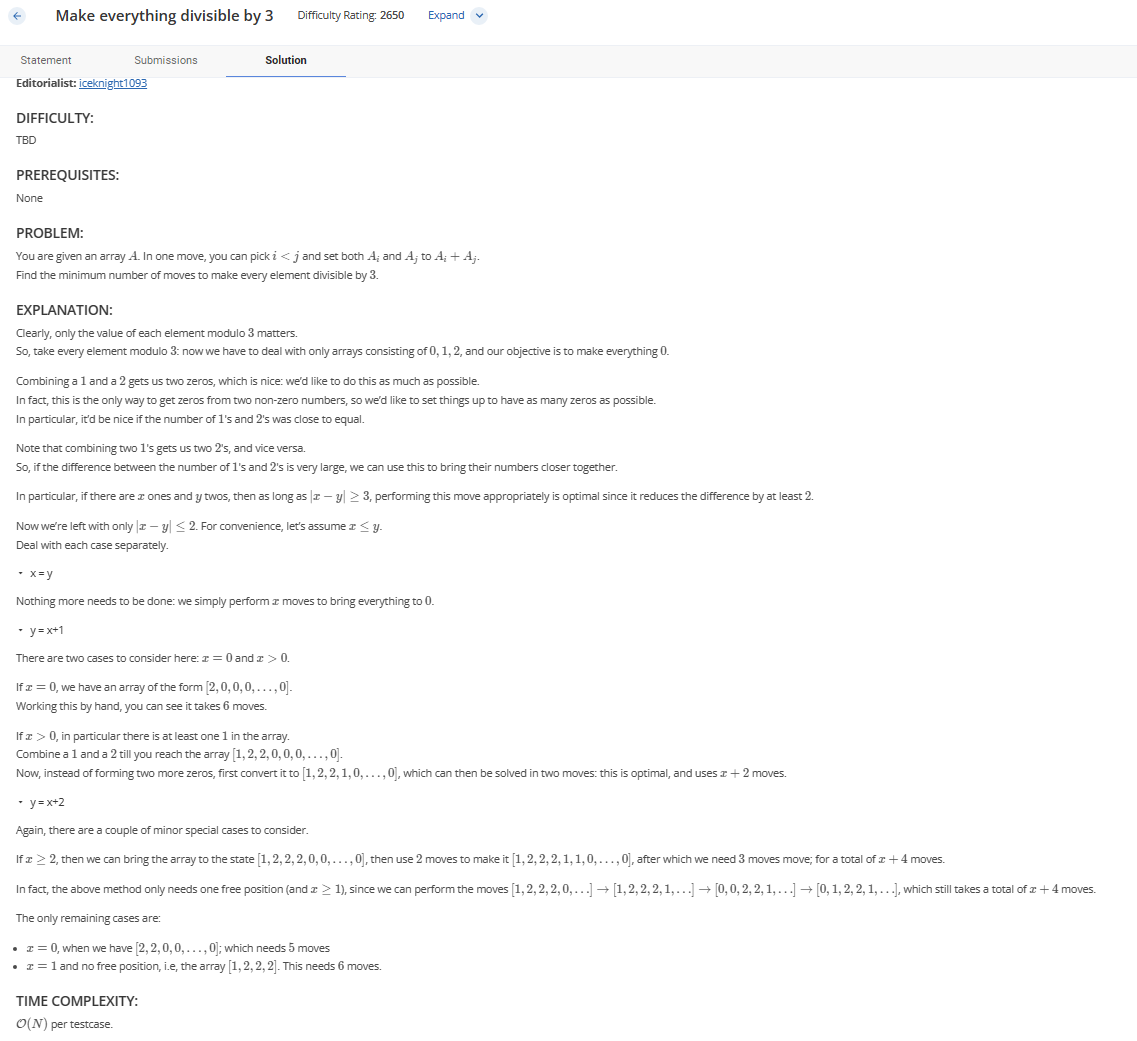 Make everything divisible by 3 Difficulty Rating: 2650 Expand
Statement Submissions Solution
Editorialist: iceknight1093
DIFFICULTY:
TBD
PREREQUISITES:
None
PROBLEM:
You are given an array A. In one move, you can pick i < j and set both A_i and A_j to A_i + A_j.
Find the minimum number of moves to make every element divisible by 3.
EXPLANATION:
Clearly, only the value of each element modulo 3 matters.
So, take every element modulo 3: now we have to deal with only arrays consisting of 0, 1, 2, and our objective is to make everything 0.
Combining a 1 and a 2 gets us two zeros, which is nice: we'd like to do this as much as possible.
In fact, this is the only way to get zeros from two non-zero numbers, so we'd like to set things up to have as many zeros as possible.
In particular, it'd be nice if the number of 1's and 2's was close to equal.
Note that combining two 1's gets us two 2's, and vice versa.
So, if the difference between the number of 1's and 2's is very large, we can use this to bring their numbers closer together.
In particular, if there are x ones and y twos, then as long as |x − y| ≥ 3, performing this move appropriately is optimal since it reduces the difference by at least 2.
Now we're left with only |x − y| ≤ 2. For convenience, let's assume x ≤ y.
Deal with each case separately.
x = y
Nothing more needs to be done: we simply perform x moves to bring everything to 0.
y = x+1
There are two cases to consider here: x = 0 and x > 0.
If x = 0, we have an array of the form [2, 0, 0, 0, . . . , 0].
Working this by hand, you can see it takes 6 moves.
If x > 0, in particular there is at least one 1 in the array.
Combine a 1 and a 2 till you reach the array [1, 2, 2, 0, 0, 0, . . . , 0].
Now, instead of forming two more zeros, first convert it to [1, 2, 2, 1, 0, . . . , 0], which can then be solved in two moves: this is optimal, and uses x + 2 moves.
y = x+2
Again, there are a couple of minor special cases to consider.
If x ≥ 2, then we can bring the array to the state [1, 2, 2, 2, 0, 0, . . . , 0], then use 2 moves to make it [1, 2, 2, 2, 1, 1, 0, . . . , 0], after which we need 3 moves move; for a total of x + 4 moves.
In fact, the above method only needs one free position (and x ≥ 1), since we can perform the moves [1, 2, 2, 2, 0, . . .] → [1, 2, 2, 2, 1, . . .] → [0, 0, 2, 2, 1, . . .] → [0, 1, 2, 2, 1, . . .], which still takes a total of x + 4 moves.
The only remaining cases are:
• x = 0, when we have [2, 2, 0, 0, . . . , 0]; which needs 5 moves
• x = 1 and no free position, i.e, the array [1, 2, 2, 2]. This needs 6 moves.
TIME COMPLEXITY:
O(N) per testcase.